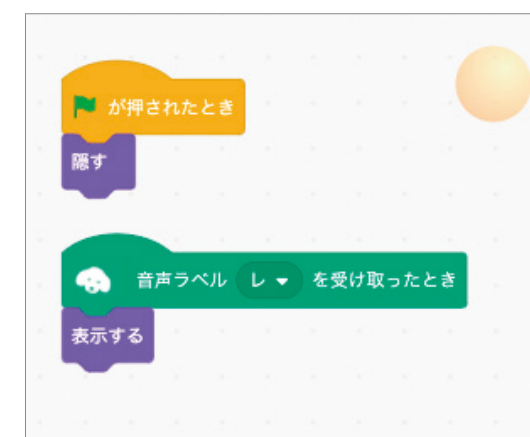 が押されたとき
隠す
音声ラベル レ を受け取ったとき
表示する